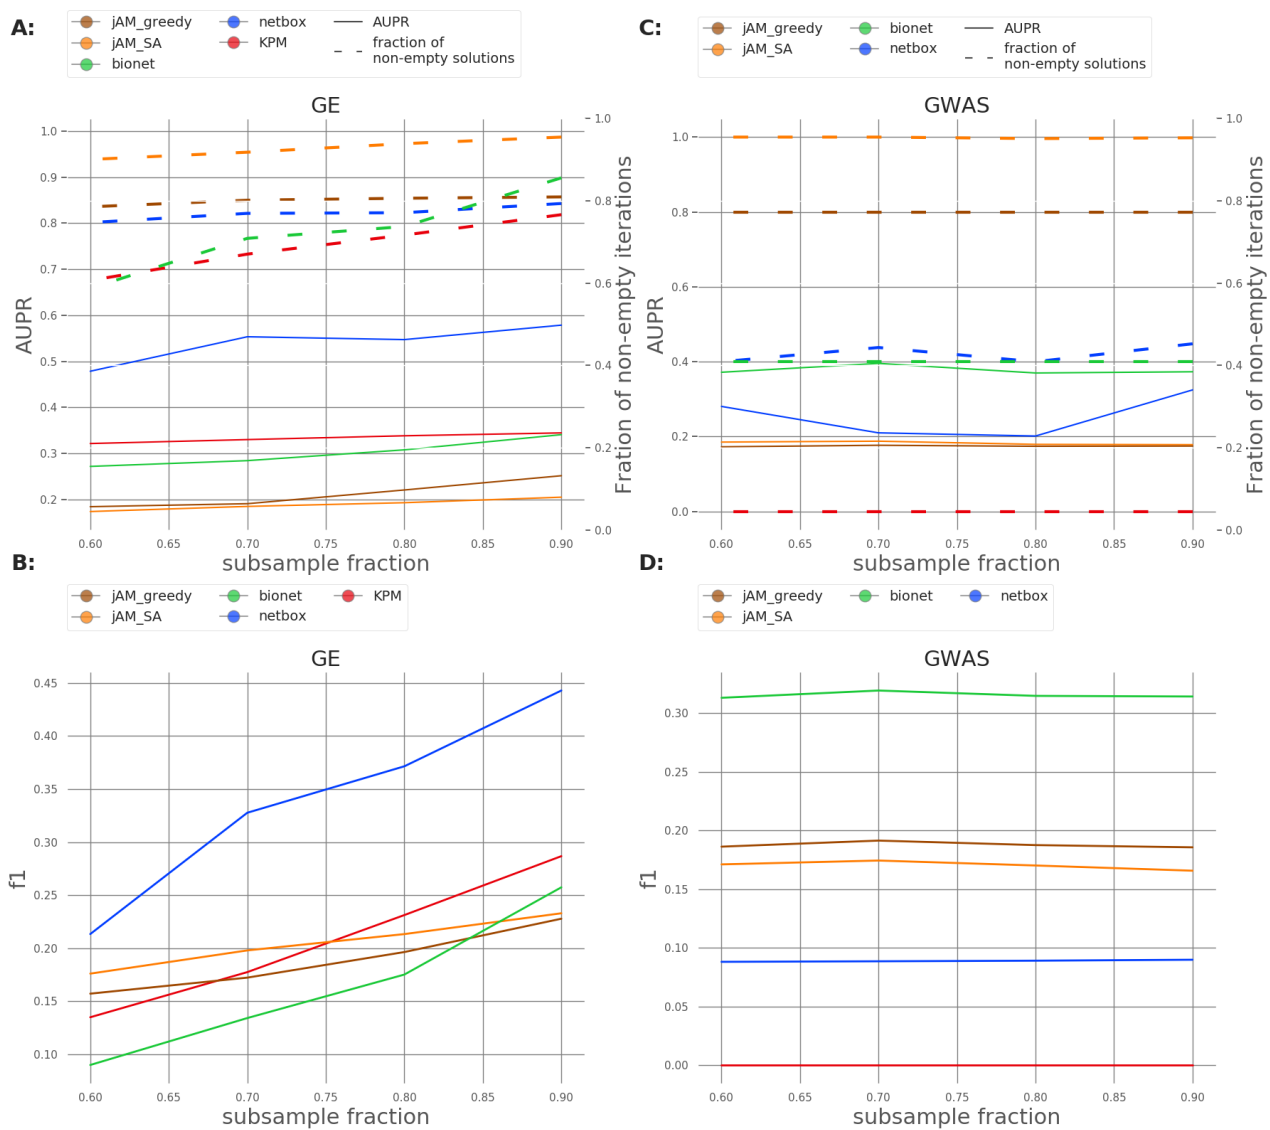 A:
jAM_greedy
jAM_SA
bionet
netbox
KPM
AUPR
fraction of
non-empty solutions
GE
1.0
0.9
0.8
0.7
0.6
0.5
0.4
0.3
0.2
AUPR
1.0
0.8
0.6
0.4
0.2
0.0
Fration of non-empty iterations
0.60 0.65 0.70 0.75 0.80 0.85 0.90
subsample fraction
C:
jAM_greedy
jAM_SA
bionet
netbox
AUPR
fraction of
non-empty solutions
GWAS
1.0
0.8
0.6
0.4
0.2
0.0
AUPR
1.0
0.8
0.6
0.4
0.2
0.0
Fration of non-empty iterations
0.60 0.65 0.70 0.75 0.80 0.85 0.90
subsample fraction
B:
jAM_greedy
jAM_SA
bionet
netbox
KPM
GE
0.45
0.40
0.35
0.30
0.25
0.20
0.15
0.10
f1
0.60 0.65 0.70 0.75 0.80 0.85 0.90
subsample fraction
D:
jAM_greedy
jAM_SA
bionet
netbox
GWAS
0.30
0.25
0.20
0.15
0.10
0.05
0.00
f1
0.60 0.65 0.70 0.75 0.80 0.85 0.90
subsample fraction